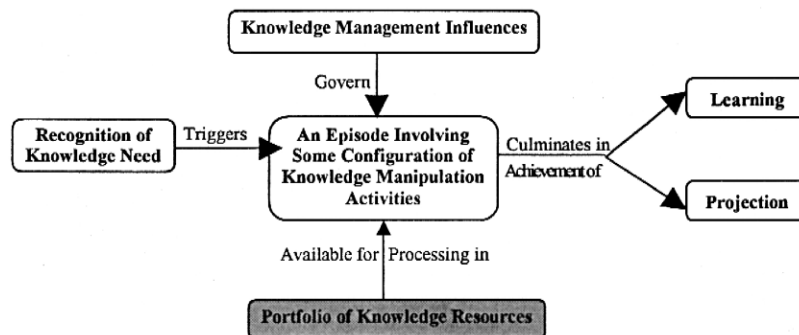 Knowledge Management Influences
Govern
Recognition of
Knowledge Need
Triggers
An Episode Involving
Some Configuration of
Knowledge Manipulation
Activities
Culminates in
Achievement of
Learning
Projection
Available for Processing in
Portfolio of Knowledge Resources